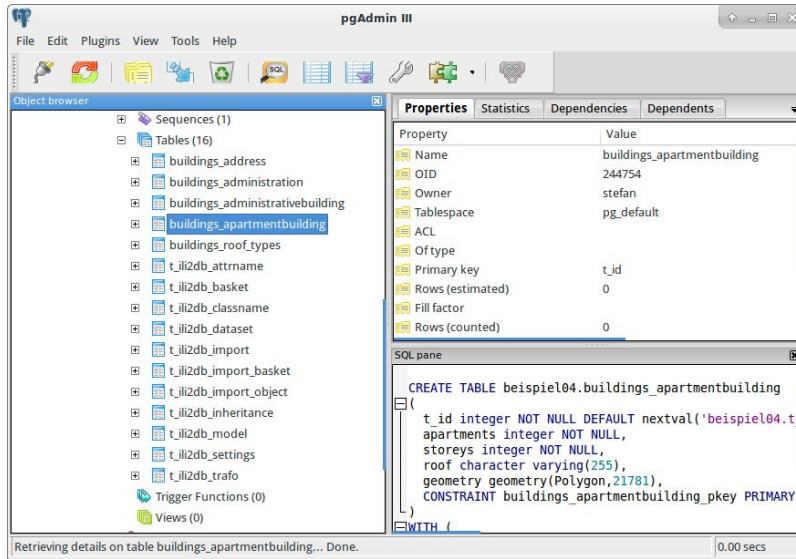 pgAdmin III
File Edit Plugins View Tools Help
SQL
Object browser
Sequences (1)
Tables (16)
buildings_address
buildings_administration
buildings_administrativebuilding
buildings_apartmentbuilding
buildings_roof_types
t_ili2db_attrname
t_ili2db_basket
t_ili2db_classname
t_ili2db_dataset
t_ili2db_import
t_ili2db_import_basket
t_ili2db_import_object
t_ili2db_inheritance
t_ili2db_model
t_ili2db_settings
t_ili2db_trafo
Trigger Functions (0)
Views (0)
Properties Statistics Dependencies Dependents
Property Value
Name buildings_apartmentbuilding
OID 244754
Owner stefan
Tablespace pg_default
ACL
Of type
Primary key t_id
Rows (estimated) 0
Fill factor
Rows (counted) 0
SQL pane
CREATE TABLE beispiel04.buildings_apartmentbuilding
(
t_id integer NOT NULL DEFAULT nextval('beispiel04.t_
apartments integer NOT NULL,
storeys integer NOT NULL,
roof character varying(255),
geometry geometry(Polygon,21781),
CONSTRAINT buildings_apartmentbuilding_pkey PRIMARY
)
WITH (
Retrieving details on table buildings_apartmentbuilding... Done.
0.00 secs